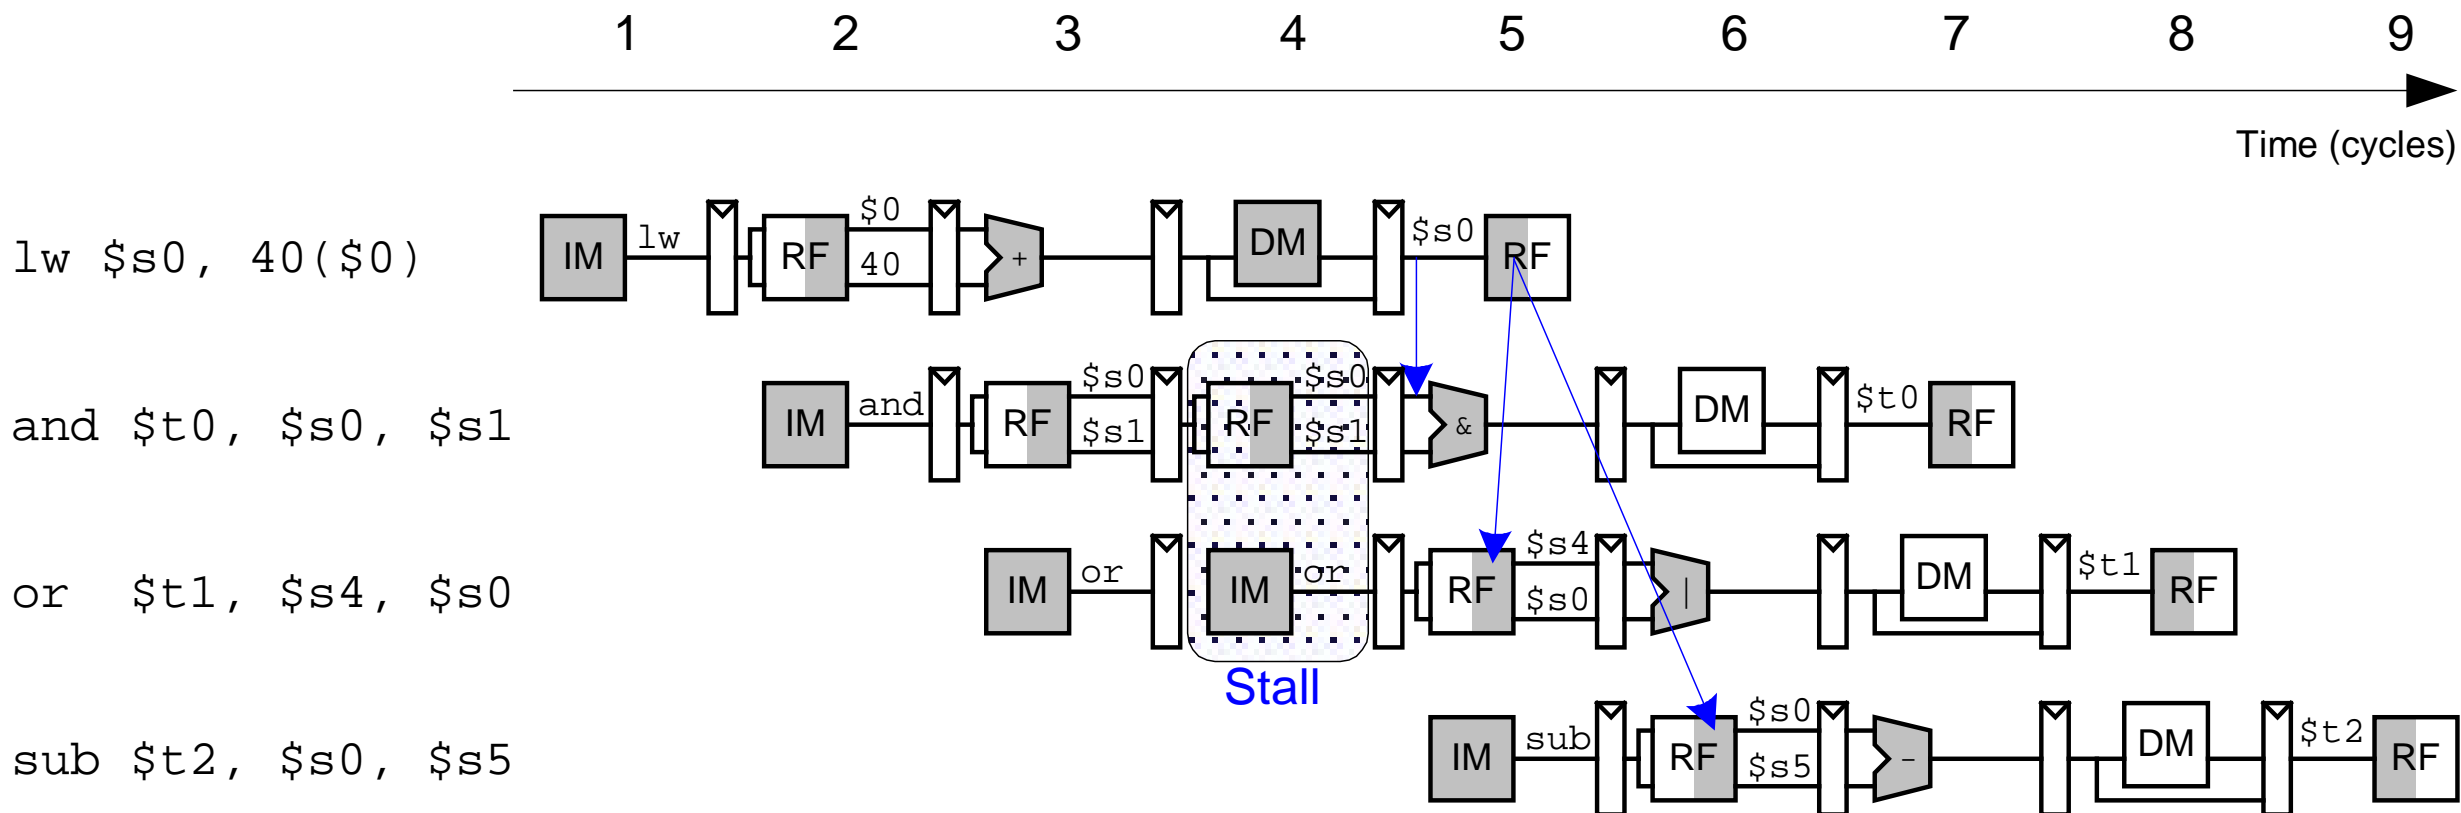 1 2 3 4 5 6 7 8 9
Time (cycles)
lw $s0, 40($0) IM lw RF $0 40 + DM $s0 RF
and $t0, $s0, $s1 IM and RF $s0 $s1 RF $s0 $s1 & DM $t0 RF
or $t1, $s4, $s0 IM or IM or RF $s4 $s0 | DM $t1 RF
Stall
sub $t2, $s0, $s5 IM sub RF $s0 $s5 - DM $t2 RF